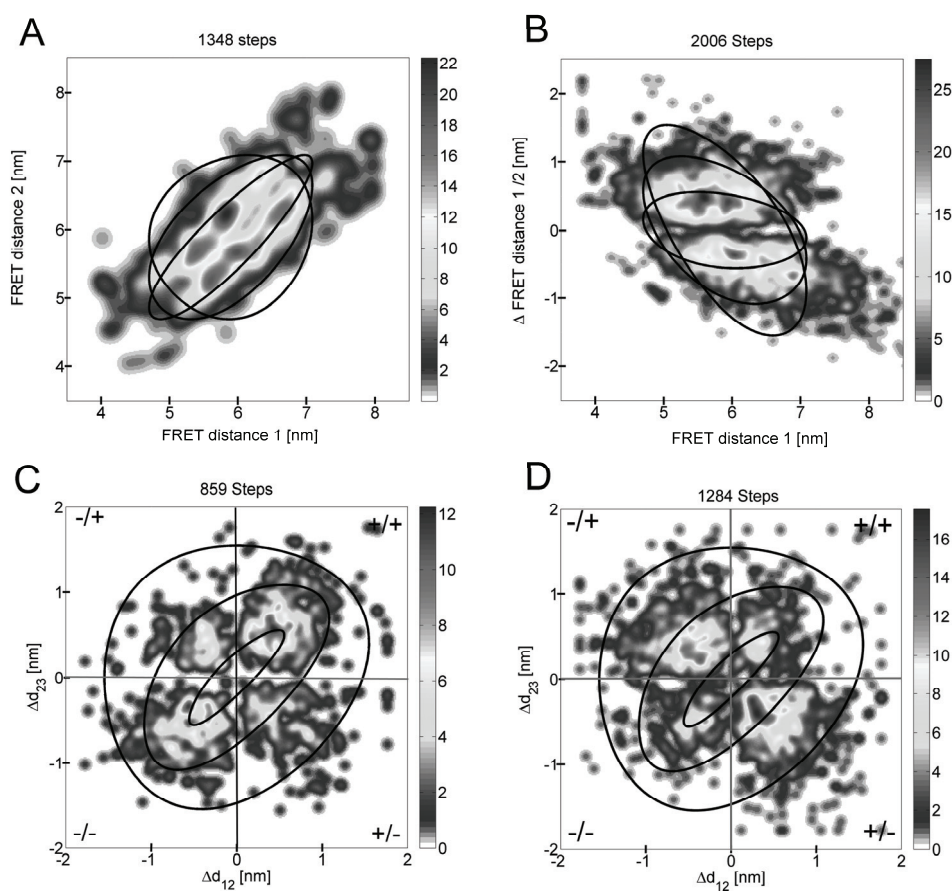 A
1348 steps
FRET distance 2 [nm]
8
7
6
5
4
4 5 6 7 8
FRET distance 1 [nm]
22
20
18
16
14
12
10
8
6
4
2
B
2006 Steps
Δ FRET distance 1 /2 [nm]
2
1
0
-1
-2
4 5 6 7 8
FRET distance 1 [nm]
25
20
15
10
5
0
C
859 Steps
-/+ +/+
Δd23 [nm]
2
1
0
-1
-2
-/- +/-
-2 -1 0 1 2
Δd12 [nm]
12
10
8
6
4
2
0
D
1284 Steps
-/+ +/+
Δd23 [nm]
2
1
0
-1
-2
-/- +/-
-2 -1 0 1 2
Δd12 [nm]
16
14
12
10
8
6
4
2
0